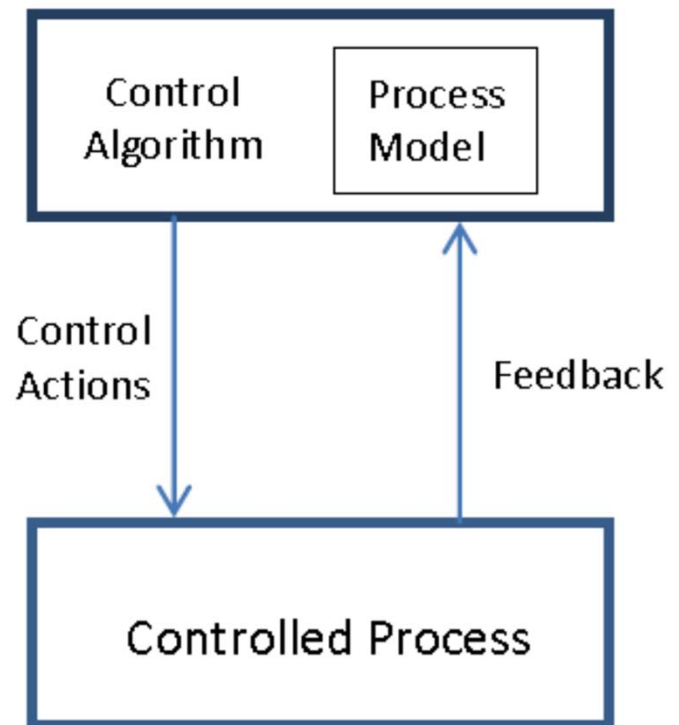 Control
Algorithm
Process
Model
Control
Actions
Feedback
Controlled Process